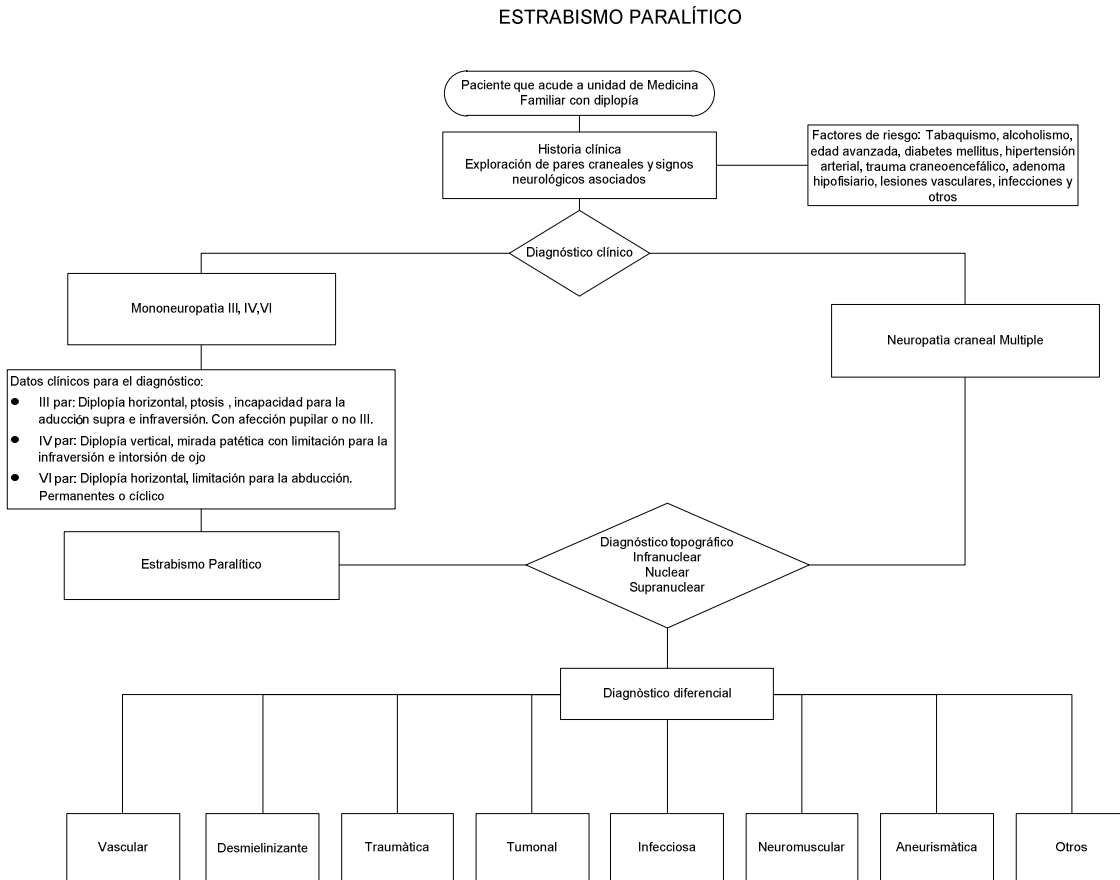 ESTRABISMO PARALÍTICO
Paciente que acude a unidad de Medicina
Familiar con diplopía
Historia clínica
Exploración de pares craneales y signos
neurológicos asociados
Factores de riesgo: Tabaquismo, alcoholismo,
edad avanzada, diabetes mellitus, hipertensión
arterial, trauma craneoencefálico, adenoma
hipofisiario, lesiones vasculares, infecciones y
otros
Diagnóstico clínico
Mononeuropatìa III, IV,VI
Neuropatìa craneal Multiple
Datos clínicos para el diagnóstico:
● III par: Diplopía horizontal, ptosis , incapacidad para la
aducción supra e infraversión. Con afección pupilar o no III.
● IV par: Diplopía vertical, mirada patética con limitación para la
infraversión e intorsión de ojo
● VI par: Diplopía horizontal, limitación para la abducción.
Permanentes o cíclico
Estrabismo Paralítico
Diagnóstico topográfico
Infranuclear
Nuclear
Supranuclear
Diagnòstico diferencial
Vascular
Desmielinizante
Traumàtica
Tumonal
Infecciosa
Neuromuscular
Aneurismàtica
Otros